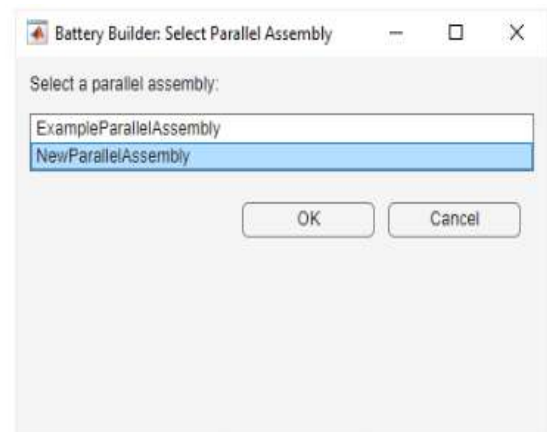 Battery Builder: Select Parallel Assembly
Select a parallel assembly:
ExampleParallelAssembly
NewParallelAssembly
OK Cancel